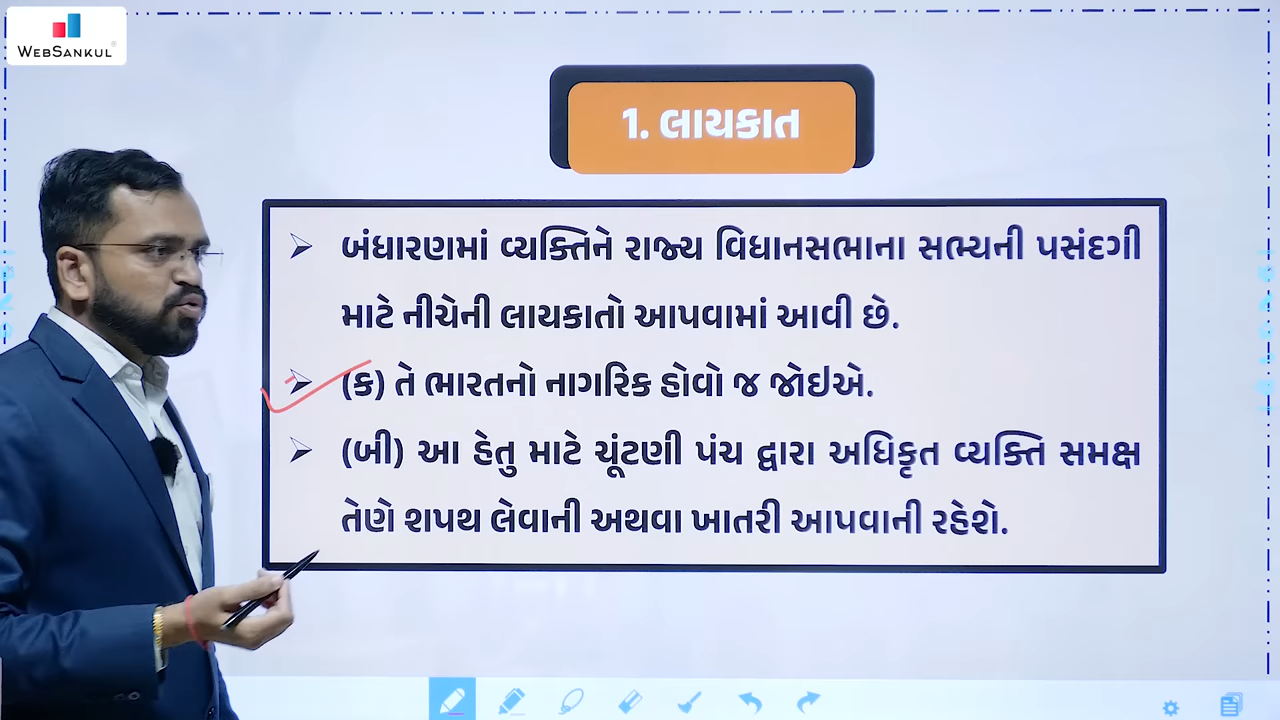 WEBSANKUL
1. લાયકાત
બંધારણમાં વ્યક્તિને રાજ્ય વિધાનસભાના સભ્યની પસંદગી
માટે નીચેની લાયકાતો આપવામાં આવી છે.
(ક) તે ભારતનો નાગરિક હોવો જ જોઇએ.
(બી) આ હેતુ માટે ચૂંટણી પંચ દ્વારા અધિકૃત વ્યક્તિ સમક્ષ
તેણે શપથ લેવાની અથવા ખાતરી આપવાની રહેશે.